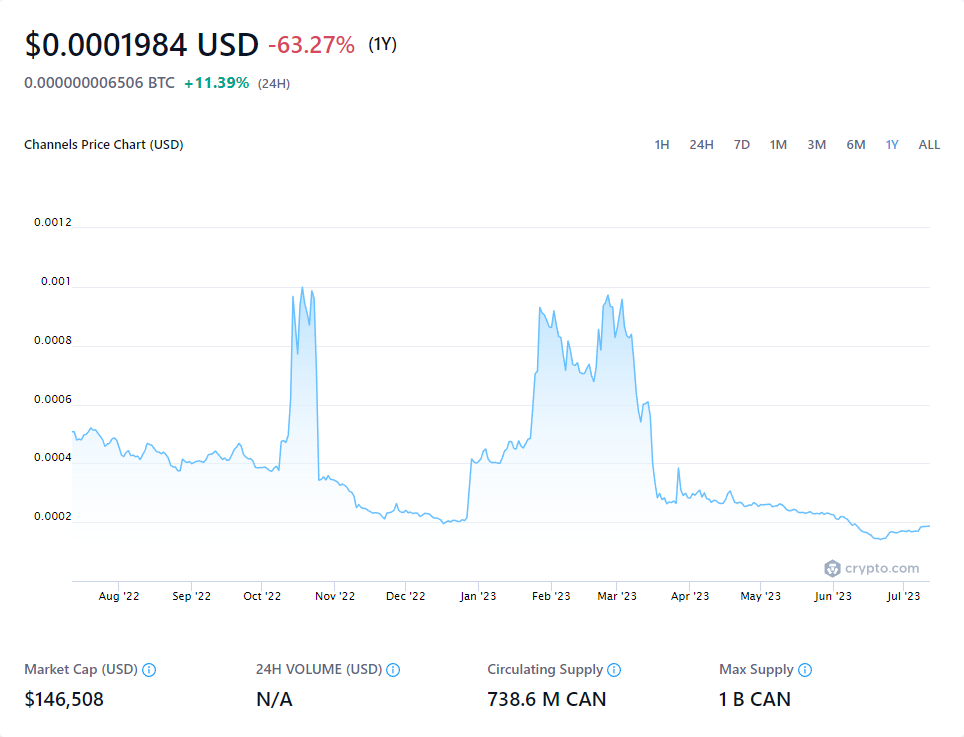 $0.0001984 USD -63.27% (1Y)
0.000000006506 BTC +11.39% (24H)
Channels Price Chart (USD) 1H 24H 7D 1M 3M 6M 1Y ALL
0.0012
0.001
0.0008
0.0006
0.0004
0.0002
crypto.com
Aug '22 Sep '22 Oct '22 Nov '22 Dec '22 Jan '23 Feb '23 Mar '23 Apr '23 May '23 Jun '23 Jul '23
Market Cap (USD) 24H VOLUME (USD) Circulating Supply Max Supply
$146,508 N/A 738.6 M CAN 1 B CAN